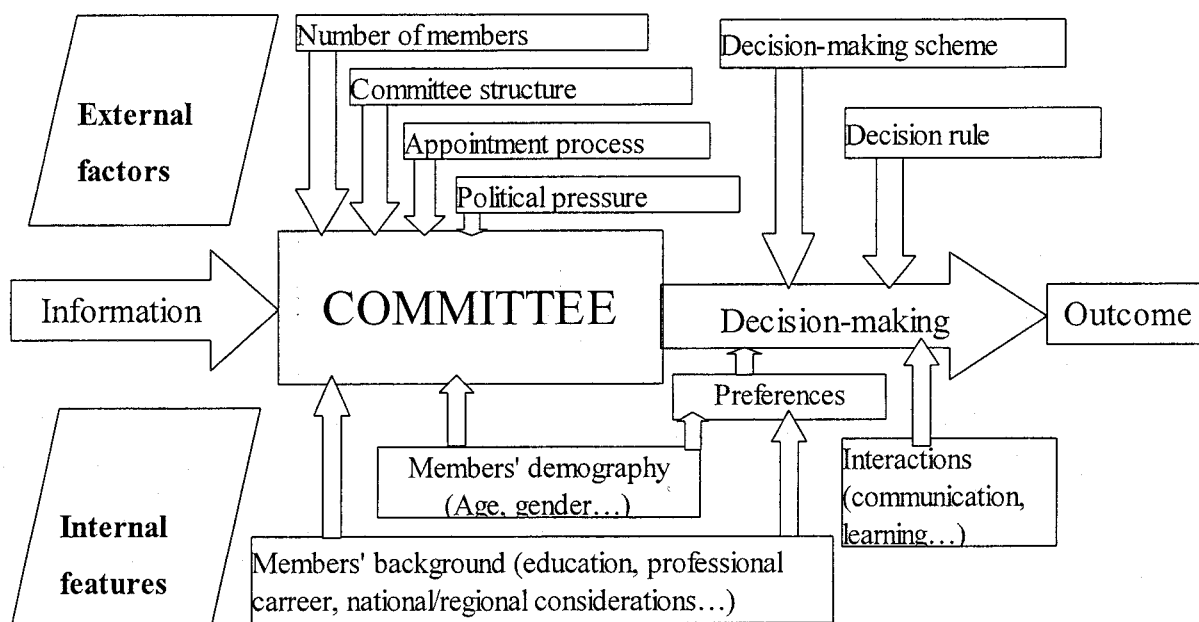 Number of members
Decision-making scheme
Committee structure
External
factors
Appointment process
Decision rule
Political pressure
Information
COMMITTEE
Decision-making
Outcome
Preferences
Members' demography
(Age, gender…)
Interactions
(communication,
learning…)
Internal
features
Members' background (education, professional
carreer, national/regional considerations…)